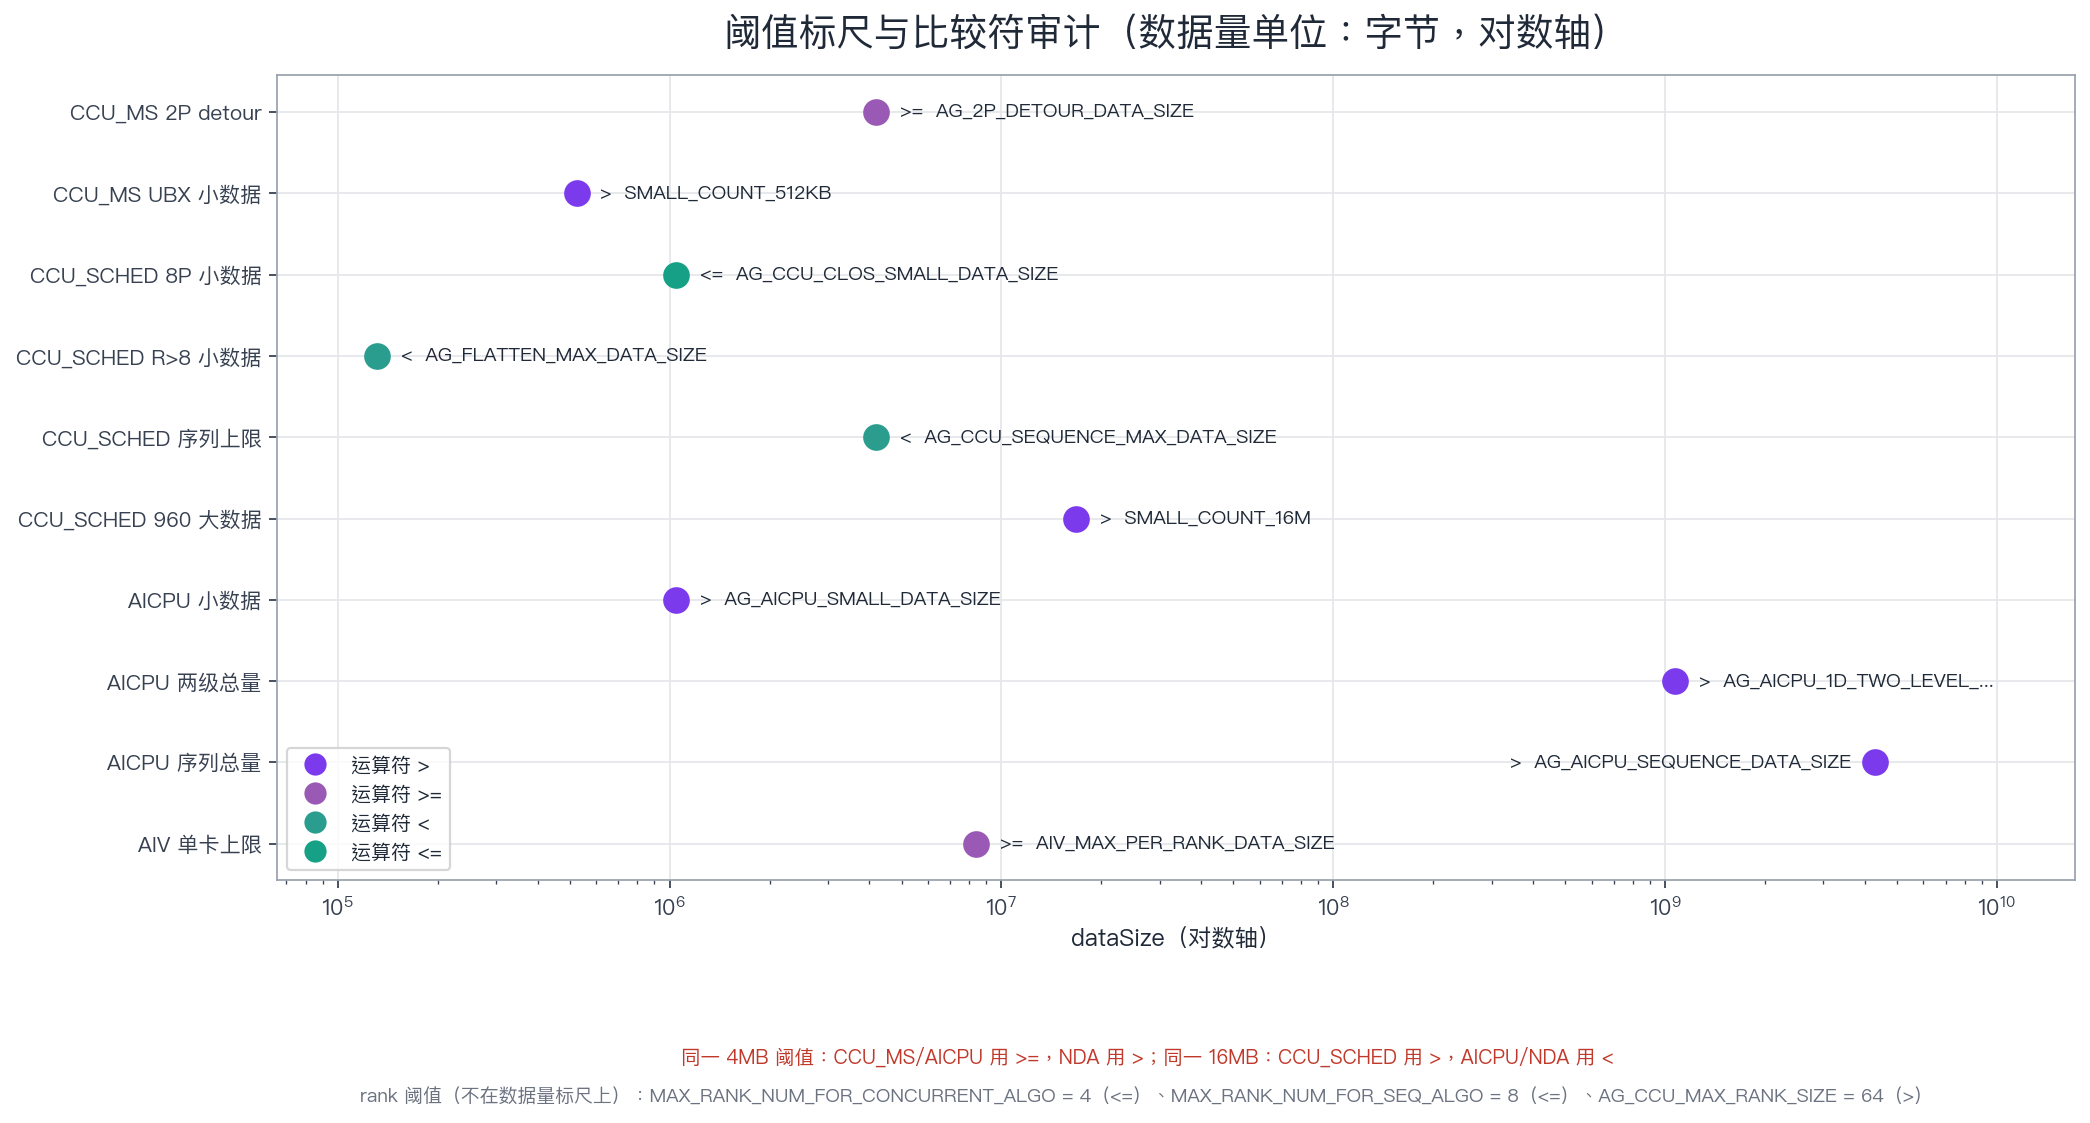 阈值标尺与比较符审计（数据量单位：字节，对数轴）
CCU_MS 2P detour
>= AG_2P_DETOUR_DATA_SIZE
CCU_MS UBX 小数据
> SMALL_COUNT_512KB
CCU_SCHED 8P 小数据
<= AG_CCU_CLOS_SMALL_DATA_SIZE
CCU_SCHED R>8 小数据
< AG_FLATTEN_MAX_DATA_SIZE
CCU_SCHED 序列上限
< AG_CCU_SEQUENCE_MAX_DATA_SIZE
CCU_SCHED 960 大数据
> SMALL_COUNT_16M
AICPU 小数据
> AG_AICPU_SMALL_DATA_SIZE
AICPU 两级总量
> AG_AICPU_1D_TWO_LEVEL_...
AICPU 序列总量
> AG_AICPU_SEQUENCE_DATA_SIZE
AIV 单卡上限
>= AIV_MAX_PER_RANK_DATA_SIZE
运算符 >
运算符 >=
运算符 <
运算符 <=
10⁵ 10⁶ 10⁷ 10⁸ 10⁹ 10¹⁰
dataSize（对数轴）
同一 4MB 阈值：CCU_MS/AICPU 用 >=，NDA 用 >；同一 16MB：CCU_SCHED 用 >，AICPU/NDA 用 <
rank 阈值（不在数据量标尺上）：MAX_RANK_NUM_FOR_CONCURRENT_ALGO = 4（<=）、MAX_RANK_NUM_FOR_SEQ_ALGO = 8（<=）、AG_CCU_MAX_RANK_SIZE = 64（>）